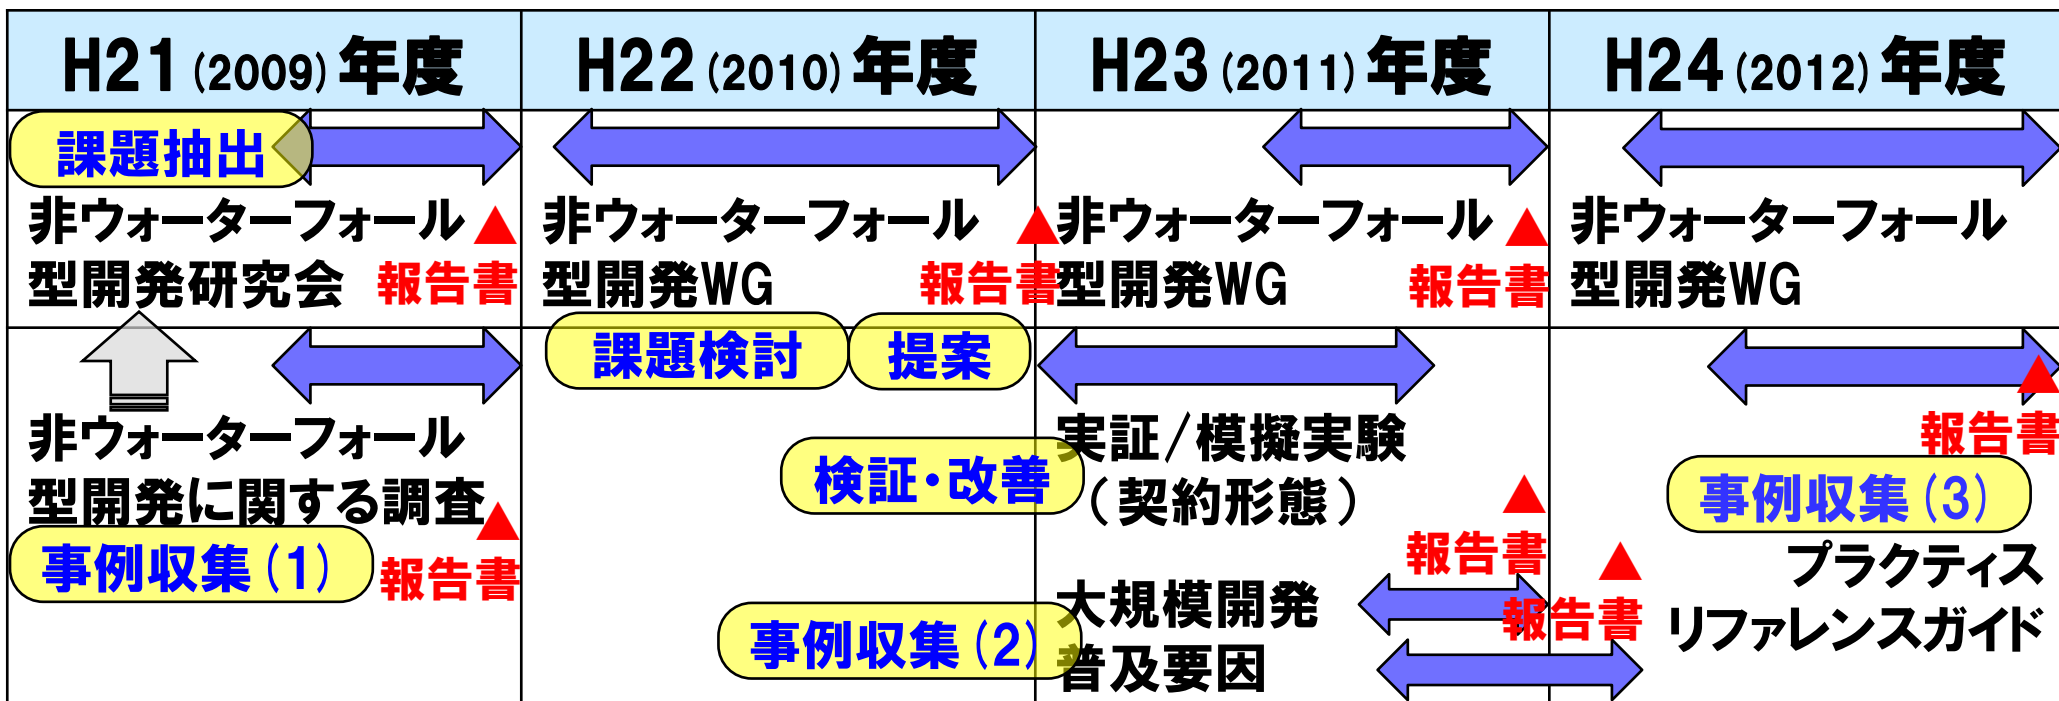 H21(2009)年度
H22(2010)年度
H23(2011)年度
H24(2012)年度
課題抽出
非ウォーターフォール
型開発研究会
▲
報告書
非ウォーターフォール
型開発WG
▲
報告書
非ウォーターフォール
型開発WG
▲
報告書
非ウォーターフォール
型開発WG
非ウォーターフォール
型開発に関する調査
▲
報告書
事例収集(1)
課題検討
提案
検証・改善
事例収集(2)
実証/模擬実験
(契約形態)
▲
報告書
大規模開発
普及要因
▲
報告書
▲
報告書
事例収集(3)
プラクティス
リファレンスガイド